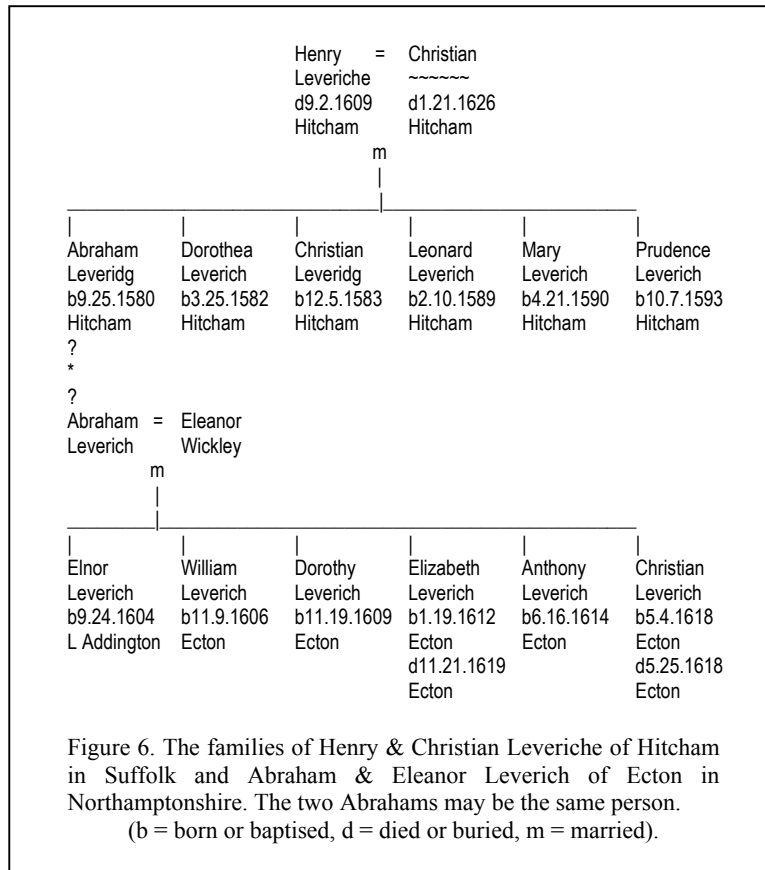 Henry = Christian
Leveriche ~~~~~~
d9.2.1609 d1.21.1626
Hitcham Hitcham
m
Abraham Dorothea Christian Leonard Mary Prudence
Leveridg Leverich Leveridg Leverich Leverich Leverich
b9.25.1580 b3.25.1582 b12.5.1583 b2.10.1589 b4.21.1590 b10.7.1593
Hitcham Hitcham Hitcham Hitcham Hitcham Hitcham
?
*
?
Abraham = Eleanor
Leverich Wickley
m
Elnor William Dorothy Elizabeth Anthony Christian
Leverich Leverich Leverich Leverich Leverich Leverich
b9.24.1604 b11.9.1606 b11.19.1609 b1.19.1612 b6.16.1614 b5.4.1618
L Addington Ecton Ecton Ecton Ecton Ecton
d11.21.1619 d5.25.1618
Ecton Ecton
Figure 6. The families of Henry & Christian Leveriche of Hitcham
in Suffolk and Abraham & Eleanor Leverich of Ecton in
Northamptonshire. The two Abrahams may be the same person.
(b = born or baptised, d = died or buried, m = married).